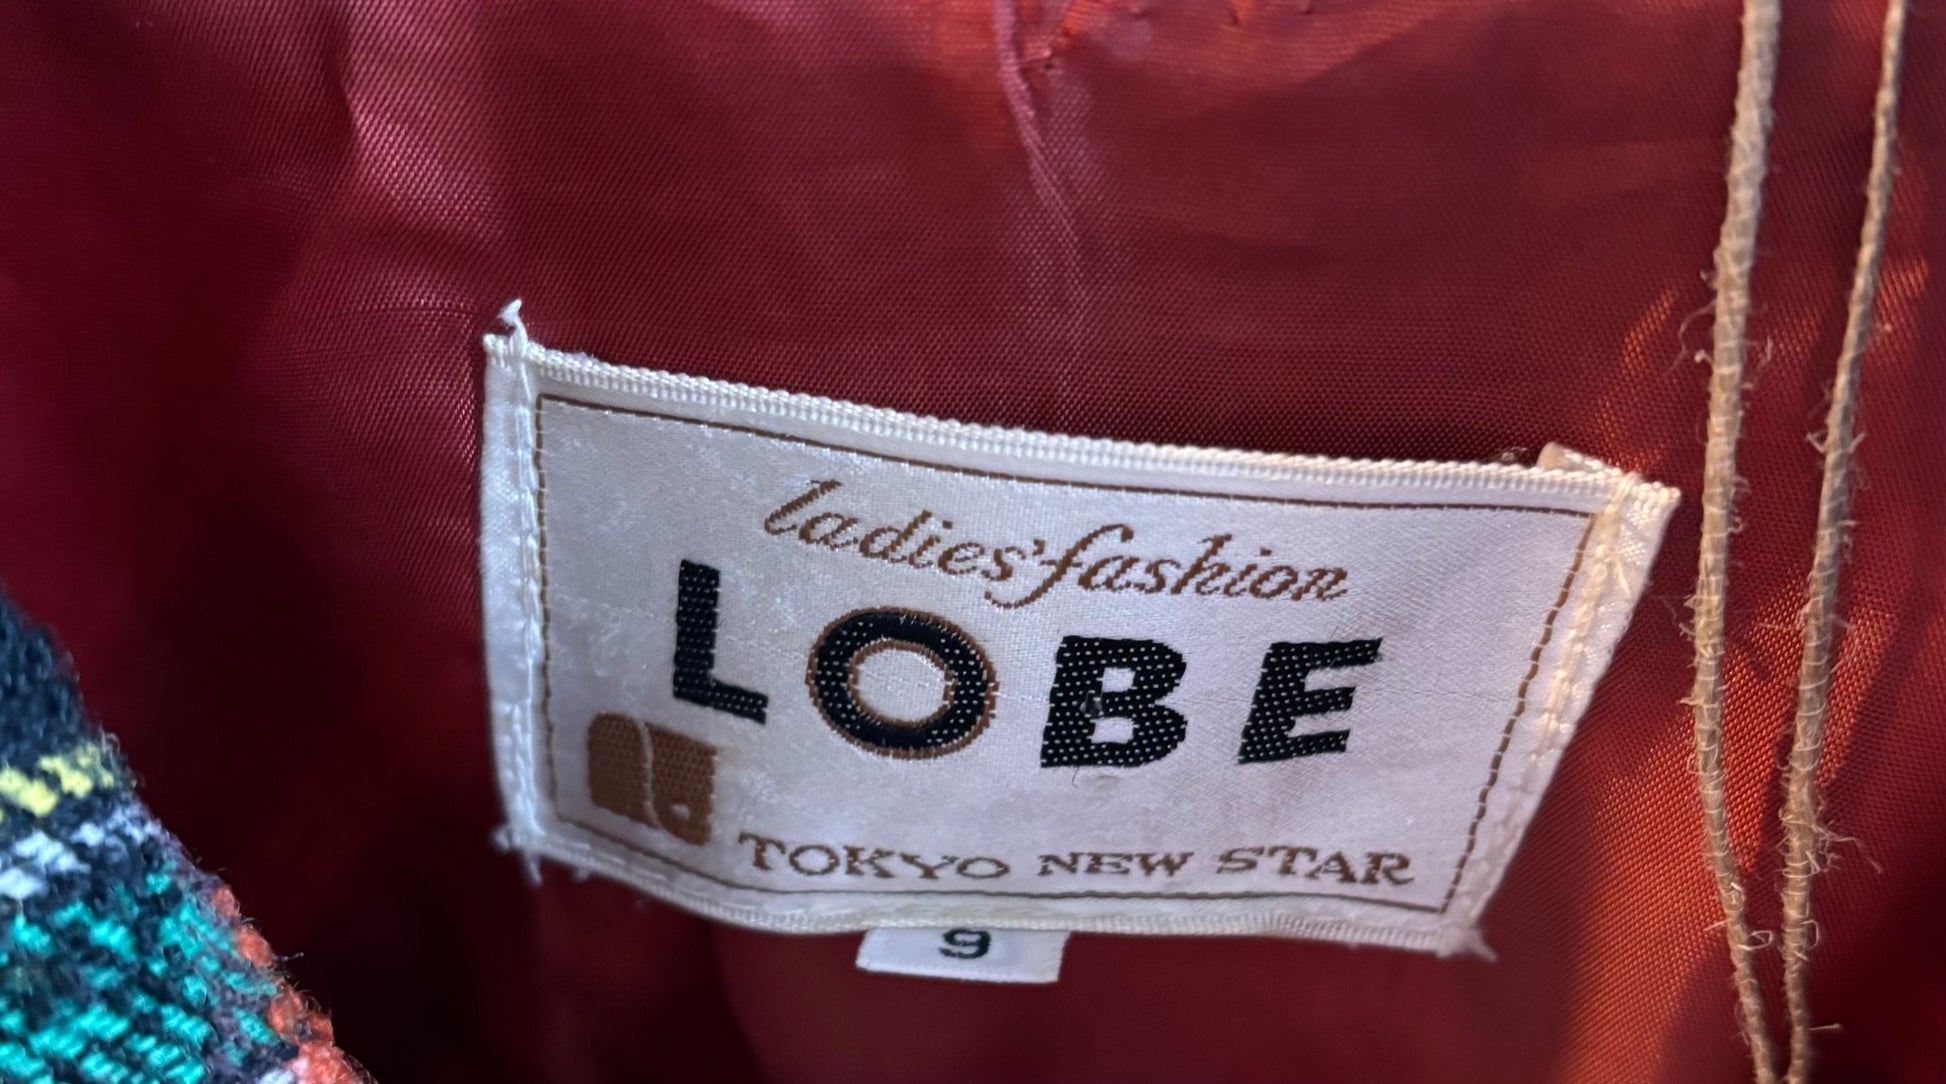 ladies' fashion
LOBE
TOKYO NEW STAR
9